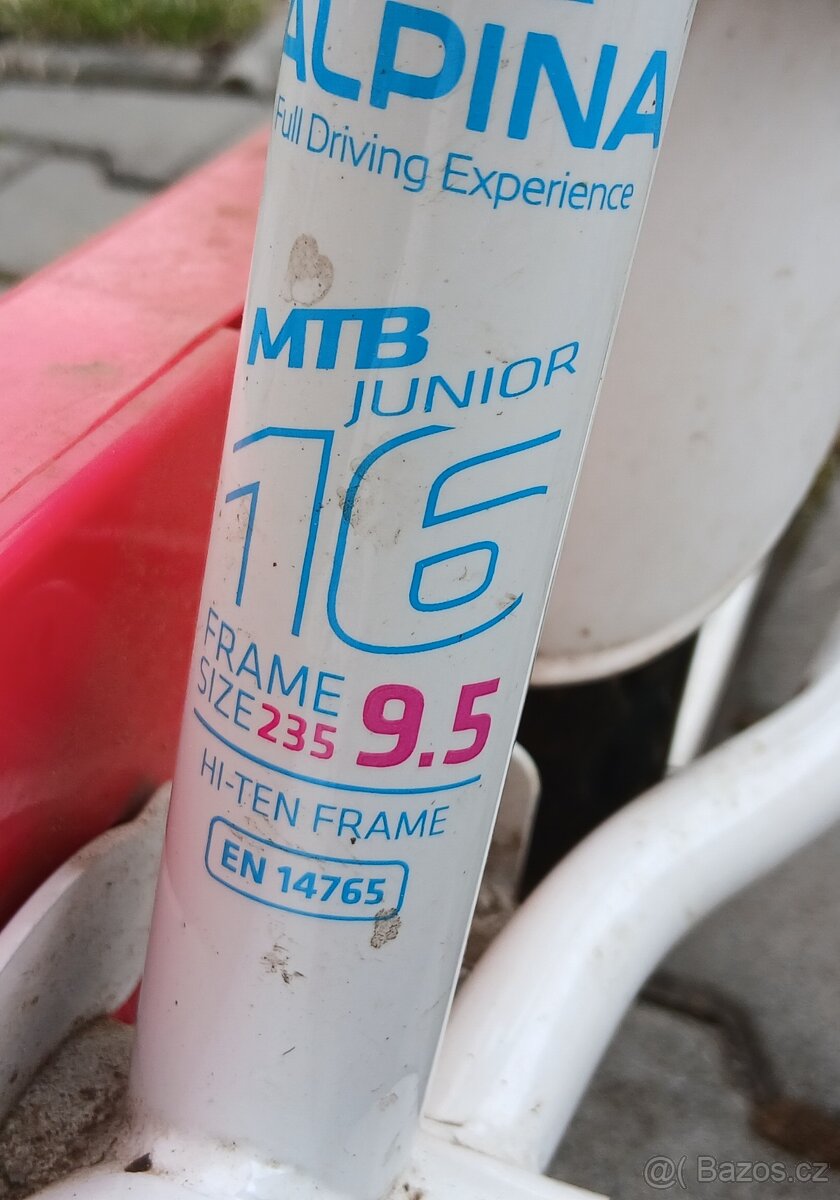 ALPINA
Full Driving Experience
MTB
JUNIOR
16
FRAME
SIZE 235 9.5
HI-TEN FRAME
EN 14765
@( Bazos.cz